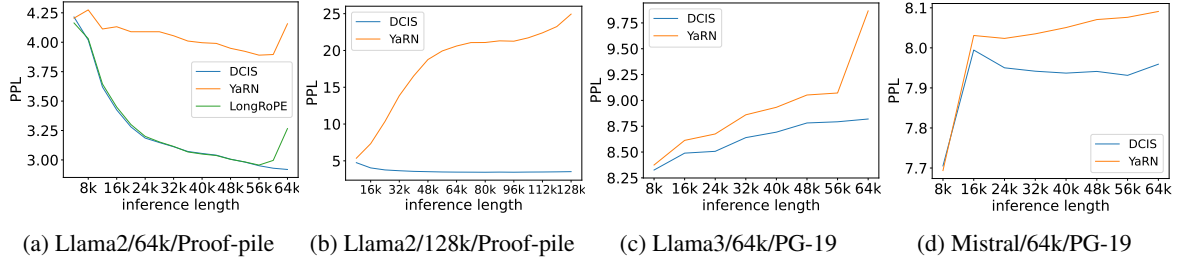 4.25
4.00
3.75
3.50
3.25
3.00
PPL
DCIS
YaRN
LongRoPE
8k 16k 24k 32k 40k 48k 56k 64k
inference length
(a) Llama2/64k/Proof-pile
25
20
15
10
5
PPL
DCIS
YaRN
16k 32k 48k 64k 80k 96k 112k 128k
inference length
(b) Llama2/128k/Proof-pile
9.75
9.50
9.25
9.00
8.75
8.50
8.25
PPL
DCIS
YaRN
8k 16k 24k 32k 40k 48k 56k 64k
inference length
(c) Llama3/64k/PG-19
8.1
8.0
7.9
7.8
7.7
PPL
DCIS
YaRN
8k 16k 24k 32k 40k 48k 56k 64k
inference length
(d) Mistral/64k/PG-19